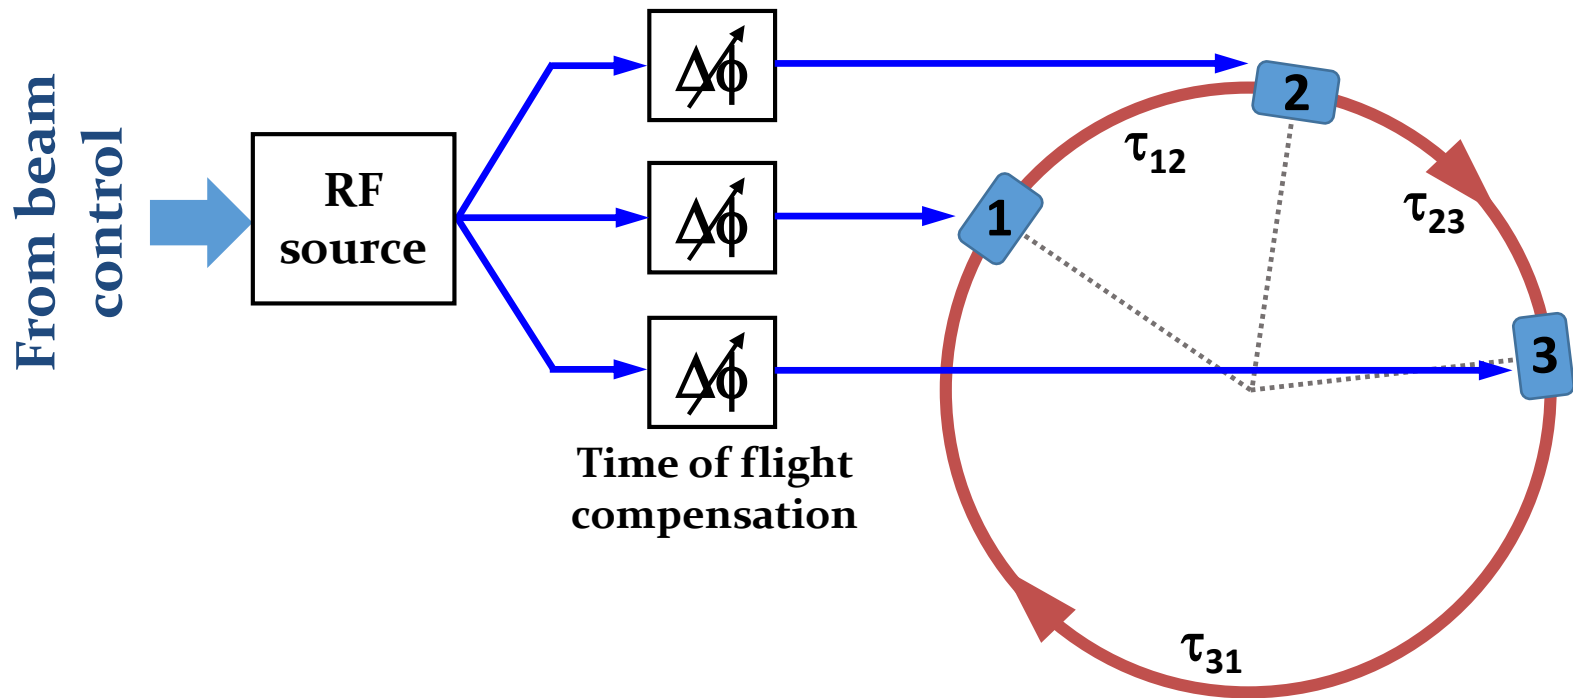 From beam
control
RF
source
Δϕ
Δϕ
Δϕ
Time of flight
compensation
1
2
3
τ12
τ23
τ31